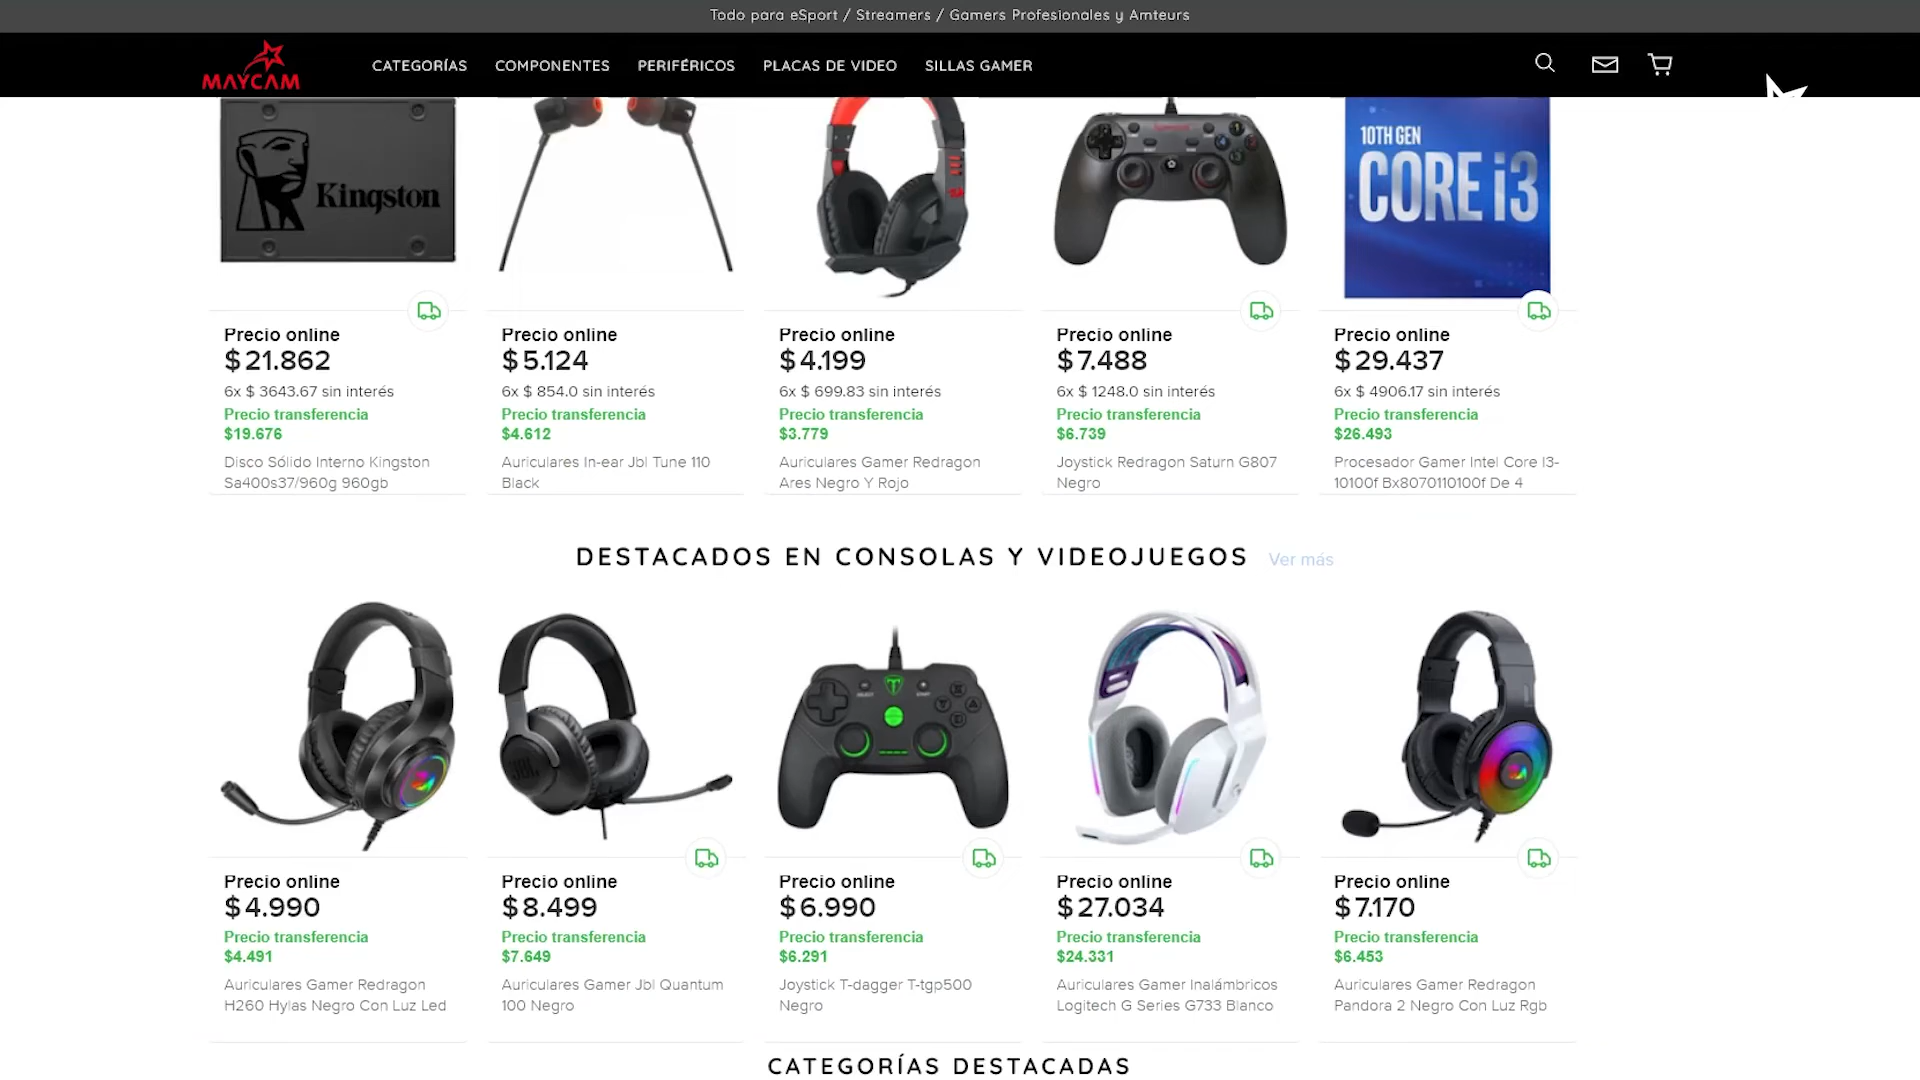 Todo para eSport / Streamers / Gamers Profesionales y Amteurs
MAYCAM
CATEGORÍAS
COMPONENTES
PERIFÉRICOS
PLACAS DE VIDEO
SILLAS GAMER
Kingston
10TH GEN
CORE i3
Precio online
$21.862
6x $ 3643.67 sin interés
Precio transferencia
$19.676
Disco Sólido Interno Kingston
Sa400s37/960g 960gb
Precio online
$5.124
6x $ 854.0 sin interés
Precio transferencia
$4.612
Auriculares In-ear Jbl Tune 110
Black
Precio online
$4.199
6x $ 699.83 sin interés
Precio transferencia
$3.779
Auriculares Gamer Redragon
Ares Negro Y Rojo
Precio online
$7.488
6x $ 1248.0 sin interés
Precio transferencia
$6.739
Joystick Redragon Saturn G807
Negro
Precio online
$29.437
6x $ 4906.17 sin interés
Precio transferencia
$26.493
Procesador Gamer Intel Core I3-
10100f Bx8070110100f De 4
DESTACADOS EN CONSOLAS Y VIDEOJUEGOS
Ver más
JBL
SELECT
START
Precio online
$4.990
Precio transferencia
$4.491
Auriculares Gamer Redragon
H260 Hylas Negro Con Luz Led
Precio online
$8.499
Precio transferencia
$7.649
Auriculares Gamer Jbl Quantum
100 Negro
Precio online
$6.990
Precio transferencia
$6.291
Joystick T-dagger T-tgp500
Negro
Precio online
$27.034
Precio transferencia
$24.331
Auriculares Gamer Inalámbricos
Logitech G Series G733 Blanco
Precio online
$7.170
Precio transferencia
$6.453
Auriculares Gamer Redragon
Pandora 2 Negro Con Luz Rgb
CATEGORÍAS DESTACADAS